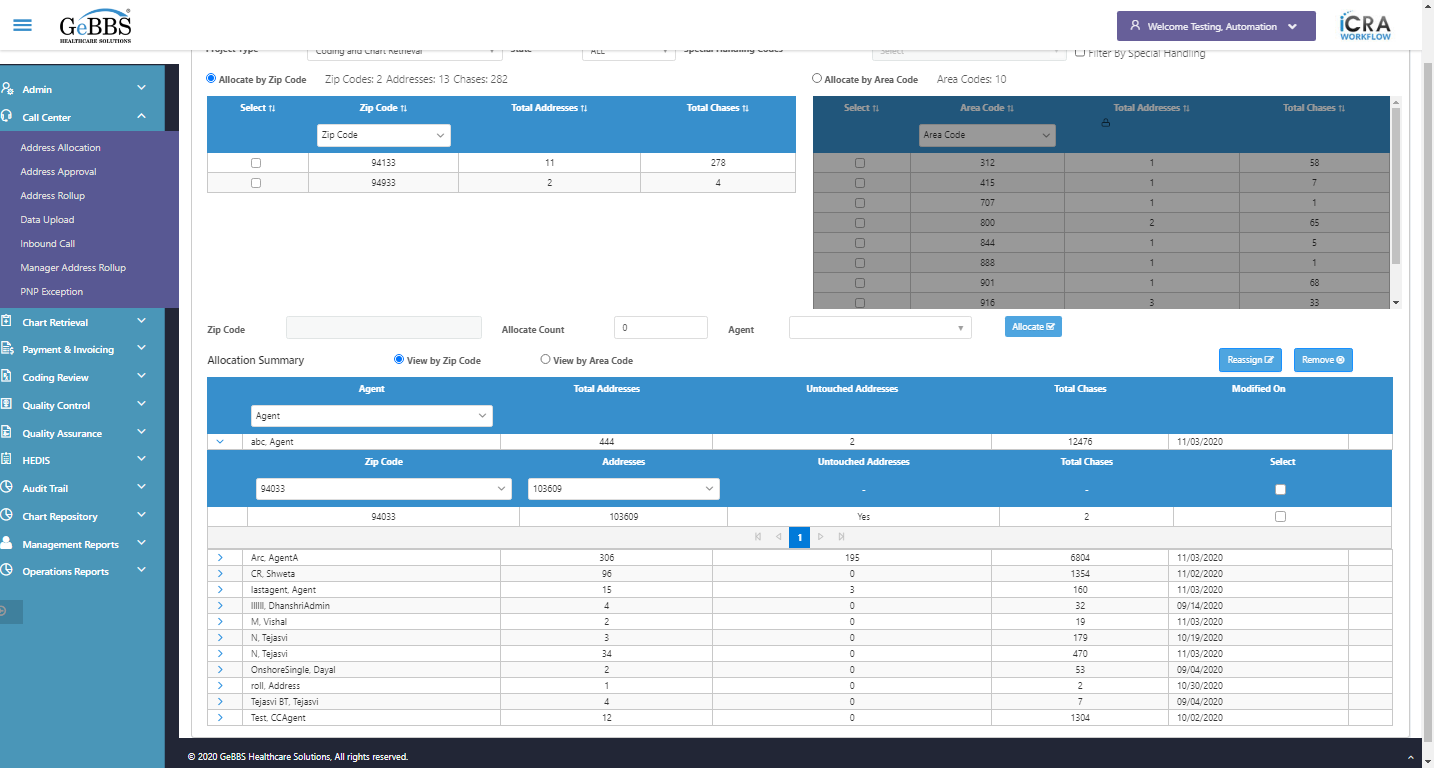 GeBBS
HEALTHCARE SOLUTIONS
Welcome Testing, Automation
iCRA
WORKFLOW
Project Type Coding and Chart Retrieval State ALL Special Handling Codes Select Filter By Special Handling
Allocate by Zip Code Zip Codes: 2 Addresses: 13 Chases: 282
Allocate by Area Code Area Codes: 10
Select Zip Code Total Addresses Total Chases
Zip Code
94133 11 278
94933 2 4
Select Area Code Total Addresses Total Chases
Area Code
312 1 58
415 1 7
707 1 1
800 2 65
844 1 5
888 1 1
901 1 68
916 3 33
Admin
Call Center
Address Allocation
Address Approval
Address Rollup
Data Upload
Inbound Call
Manager Address Rollup
PNP Exception
Chart Retrieval
Payment & Invoicing
Coding Review
Quality Control
Quality Assurance
HEDIS
Audit Trail
Chart Repository
Management Reports
Operations Reports
Zip Code Allocate Count 0 Agent Allocate
Allocation Summary View by Zip Code View by Area Code Reassign Remove
Agent Total Addresses Untouched Addresses Total Chases Modified On
Agent
abc, Agent 444 2 12476 11/03/2020
Zip Code Addresses Untouched Addresses Total Chases Select
94033 103609 - -
94033 103609 Yes 2
1
Arc, AgentA 306 195 6804 11/03/2020
CR, Shweta 96 0 1354 11/02/2020
lastagent, Agent 15 3 160 11/03/2020
llllll, DhanshriAdmin 4 0 32 09/14/2020
M, Vishal 2 0 19 11/03/2020
N, Tejasvi 3 0 179 10/19/2020
N, Tejasvi 34 0 470 11/03/2020
OnshoreSingle, Dayal 2 0 53 09/04/2020
roll, Address 1 0 2 10/30/2020
Tejasvi BT, Tejasvi 4 0 7 09/04/2020
Test, CCAgent 12 0 1304 10/02/2020
© 2020 GeBBS Healthcare Solutions, All rights reserved.